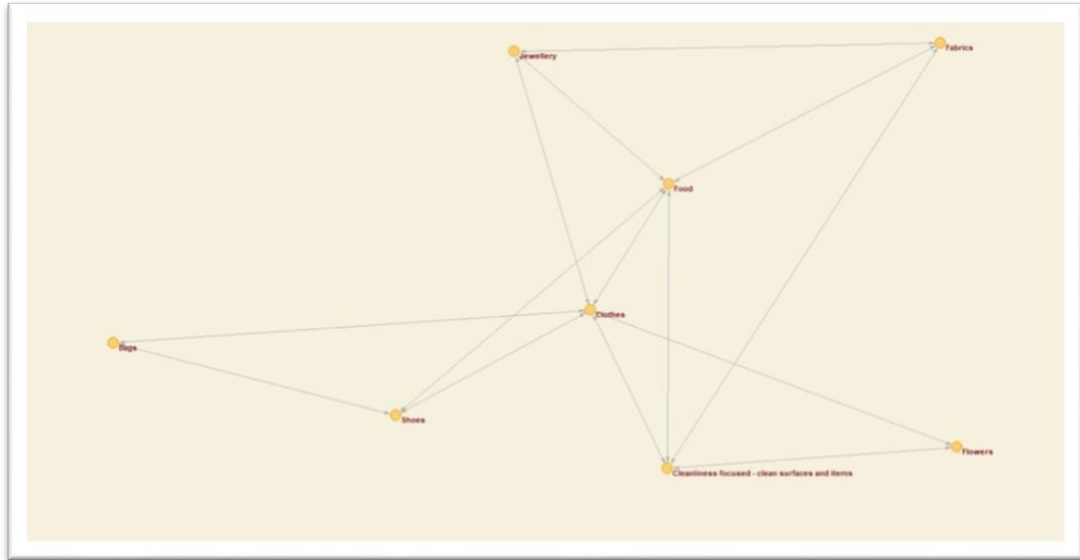 Jewellery
Fabrics
Food
Clothes
Bags
Shoes
Flowers
Cleanliness focused - clean surfaces and items